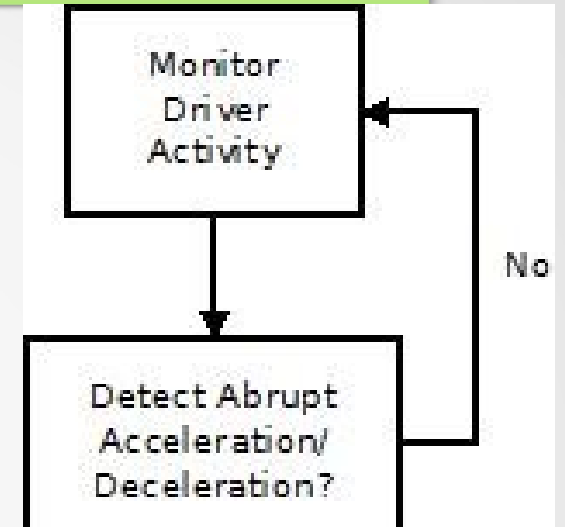 Monitor
Driver
Activity
No
Detect Abrupt
Acceleration/
Deceleration?